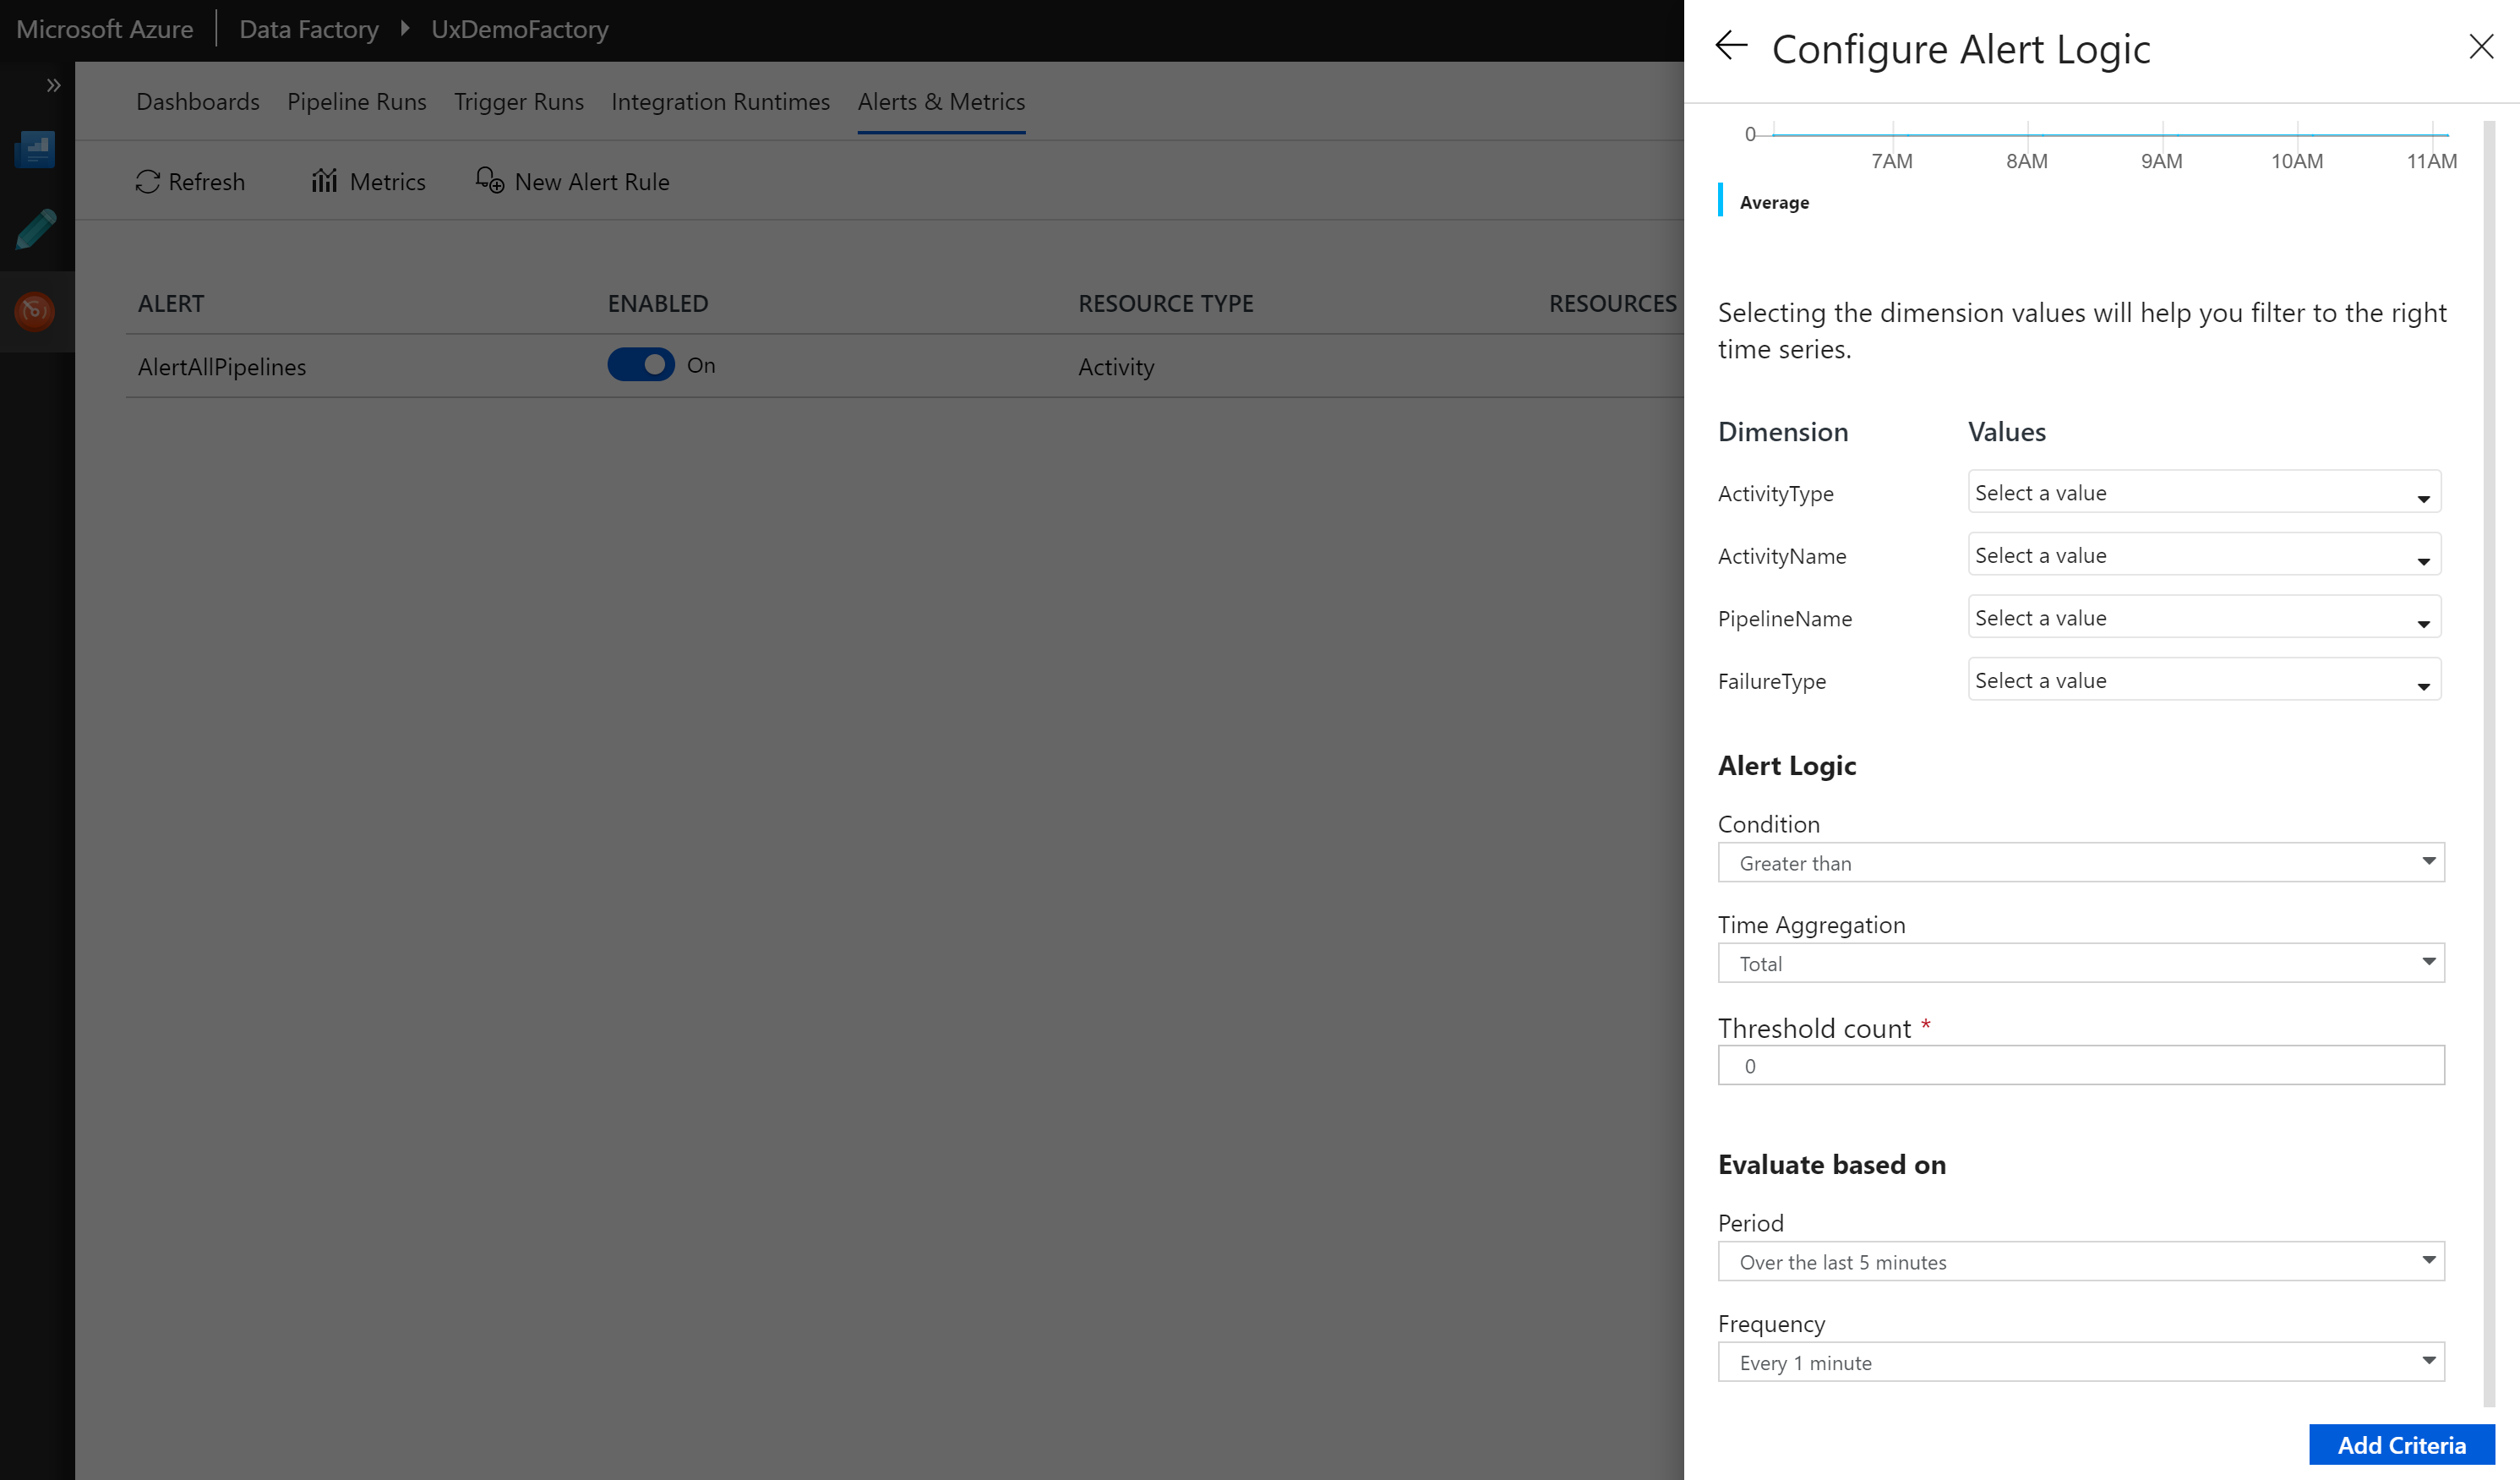 Microsoft Azure Data Factory UxDemoFactory
Dashboards Pipeline Runs Trigger Runs Integration Runtimes Alerts & Metrics
Refresh Metrics New Alert Rule
ALERT ENABLED RESOURCE TYPE RESOURCES
AlertAllPipelines On Activity
Configure Alert Logic
0
7AM 8AM 9AM 10AM 11AM
Average
Selecting the dimension values will help you filter to the right
time series.
Dimension Values
ActivityType Select a value
ActivityName Select a value
PipelineName Select a value
FailureType Select a value
Alert Logic
Condition
Greater than
Time Aggregation
Total
Threshold count *
0
Evaluate based on
Period
Over the last 5 minutes
Frequency
Every 1 minute
Add Criteria